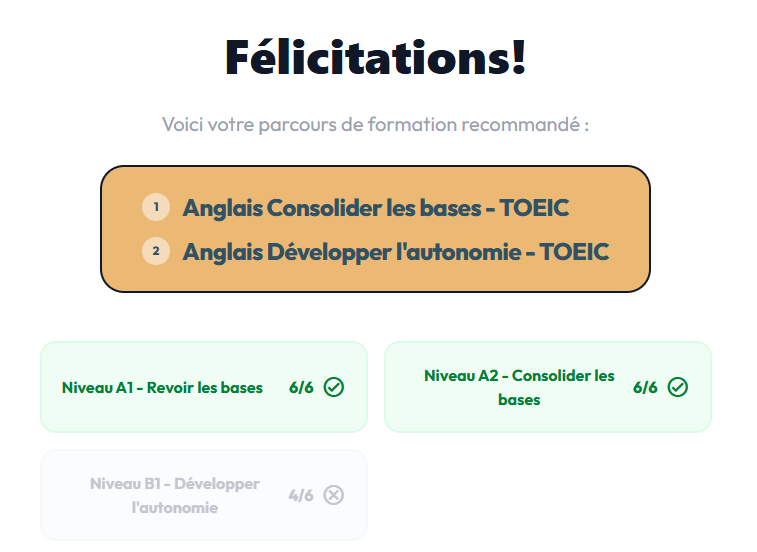 Félicitations!
Voici votre parcours de formation recommandé :
1 Anglais Consolider les bases - TOEIC
2 Anglais Développer l'autonomie - TOEIC
Niveau A1 - Revoir les bases 6/6
Niveau A2 - Consolider les
bases 6/6
Niveau B1 - Développer
l'autonomie 4/6